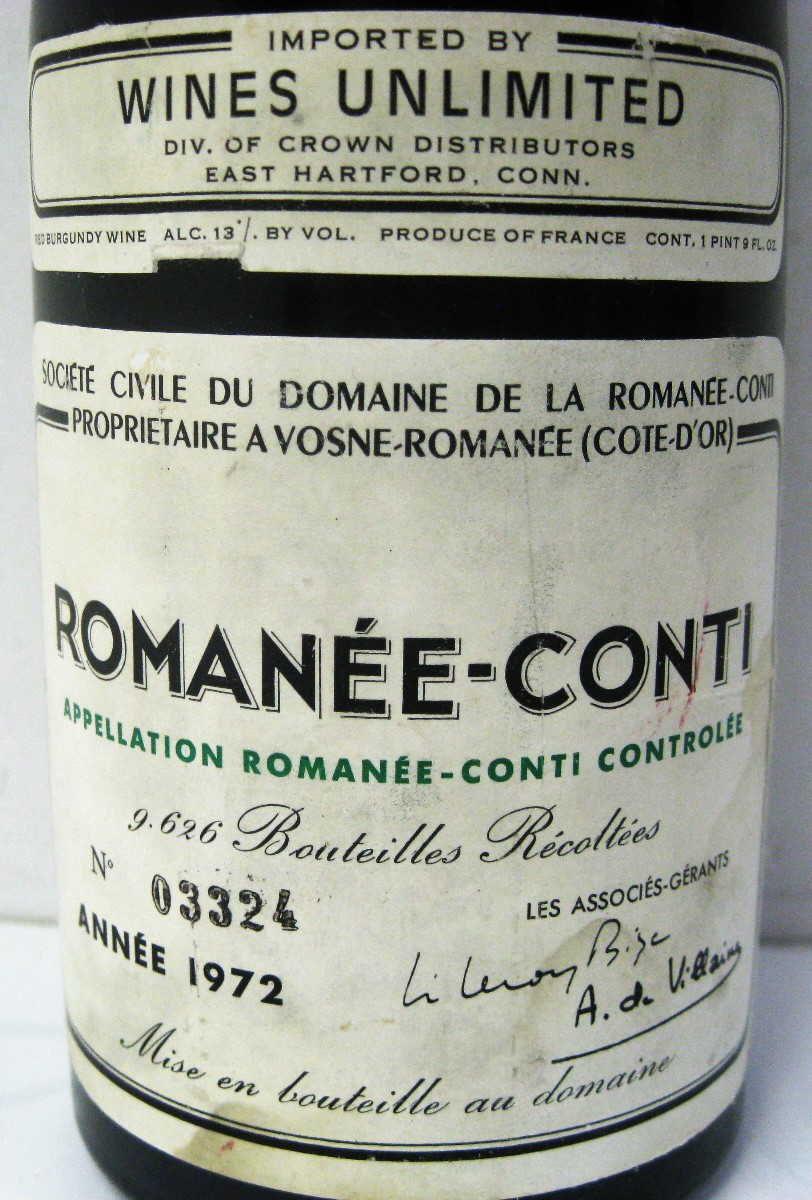 IMPORTED BY
WINES UNLIMITED
DIV. OF CROWN DISTRIBUTORS
EAST HARTFORD, CONN.
RED BURGUNDY WINE ALC. 13%. BY VOL. PRODUCE OF FRANCE CONT. 1 PINT 9 FL. OZ.
SOCIÉTÉ CIVILE DU DOMAINE DE LA ROMANÉE-CONTI
PROPRIETAIRE A VOSNE-ROMANÉE (COTE-D'OR)
ROMANÉE-CONTI
APPELLATION ROMANÉE-CONTI CONTROLÉE
9.626 Bouteilles Récoltées
N° 03324
LES ASSOCIÉS-GÉRANTS
ANNÉE 1972
L. Leroy Bize
A. de Villaine
Mise en bouteille au domaine